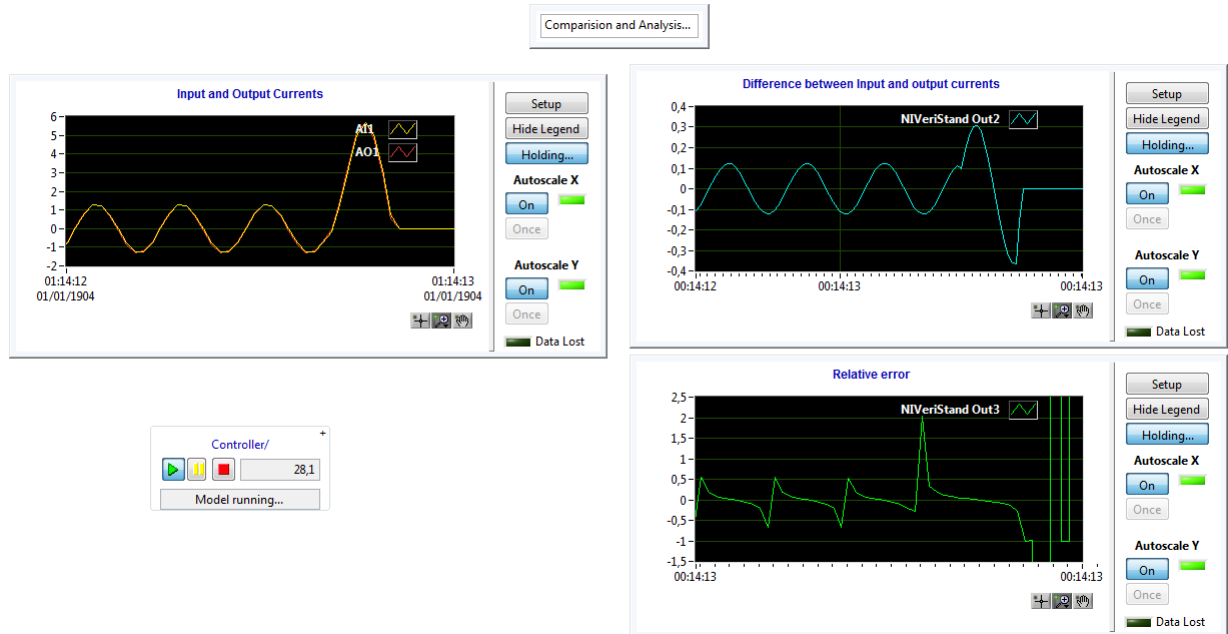 Comparision and Analysis...
Input and Output Currents
AI1
AO1
6
5
4
3
2
1
0
-1
-2
01:14:12
01/01/1904
01:14:13
01/01/1904
Setup
Hide Legend
Holding...
Autoscale X
On
Once
Autoscale Y
On
Once
Data Lost
Difference between Input and output currents
NIVeriStand Out2
0,4
0,3
0,2
0,1
0
-0,1
-0,2
-0,3
-0,4
00:14:12
00:14:13
00:14:13
Setup
Hide Legend
Holding...
Autoscale X
On
Once
Autoscale Y
On
Once
Data Lost
Controller/
28,1
Model running...
Relative error
NIVeriStand Out3
2,5
2
1,5
1
0,5
0
-0,5
-1
-1,5
00:14:13
00:14:13
Setup
Hide Legend
Holding...
Autoscale X
On
Once
Autoscale Y
On
Once
Data Lost